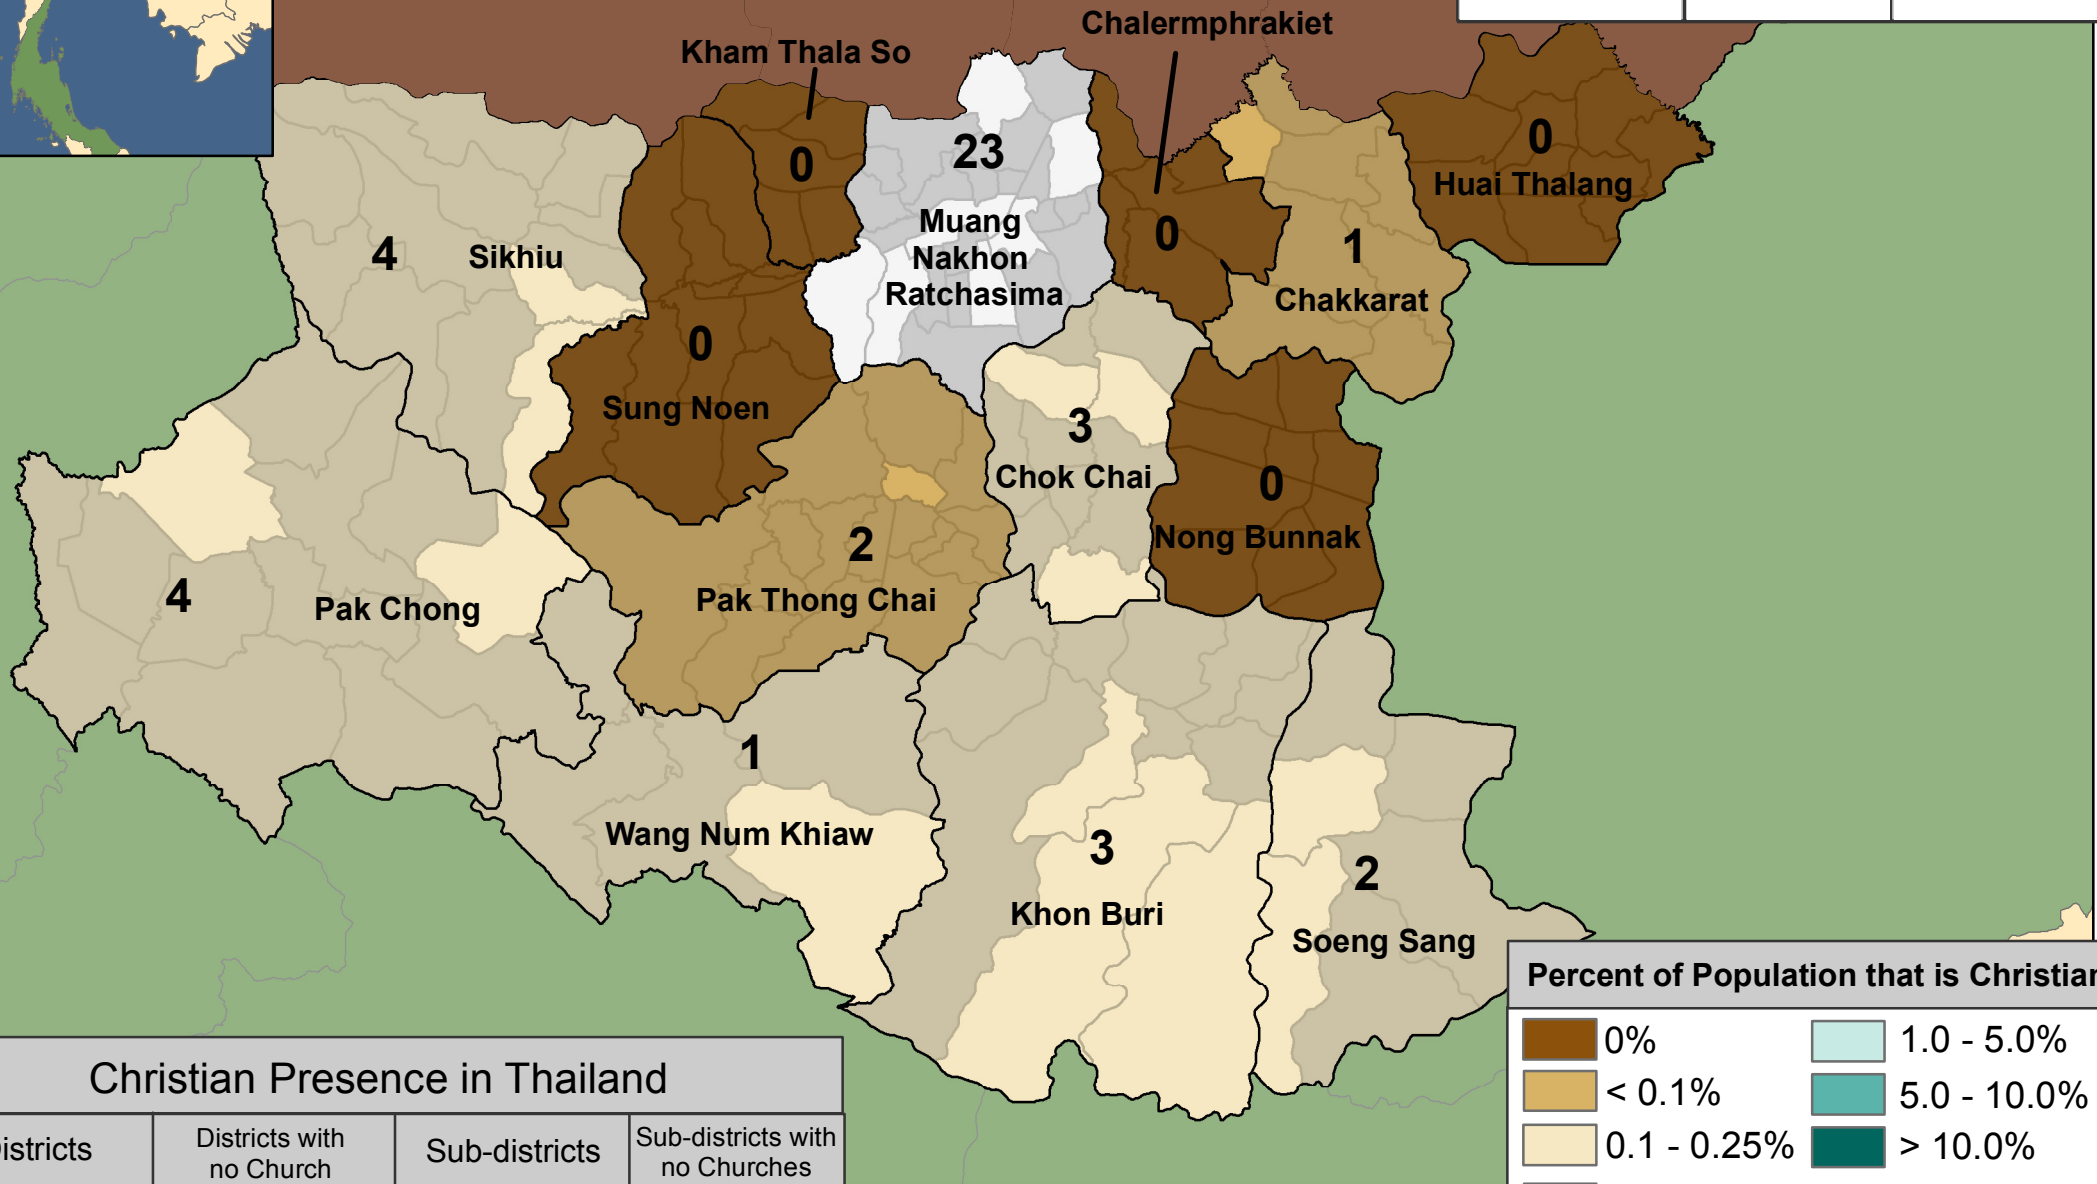 Chalermphrakiet
Kham Thala So
23
0
0
Huai Thalang
0
Muang
Nakhon
Ratchasima
4
Sikhiu
0
1
Chakkarat
0
Sung Noen
3
Chok Chai
0
Nong Bunnak
2
Pak Thong Chai
4
Pak Chong
1
Wang Num Khiaw
3
Khon Buri
2
Soeng Sang
Percent of Population that is Christian
0%
1.0 - 5.0%
< 0.1%
5.0 - 10.0%
0.1 - 0.25%
> 10.0%
Christian Presence in Thailand
istricts
Districts with
no Church
Sub-districts
Sub-districts with
no Churches